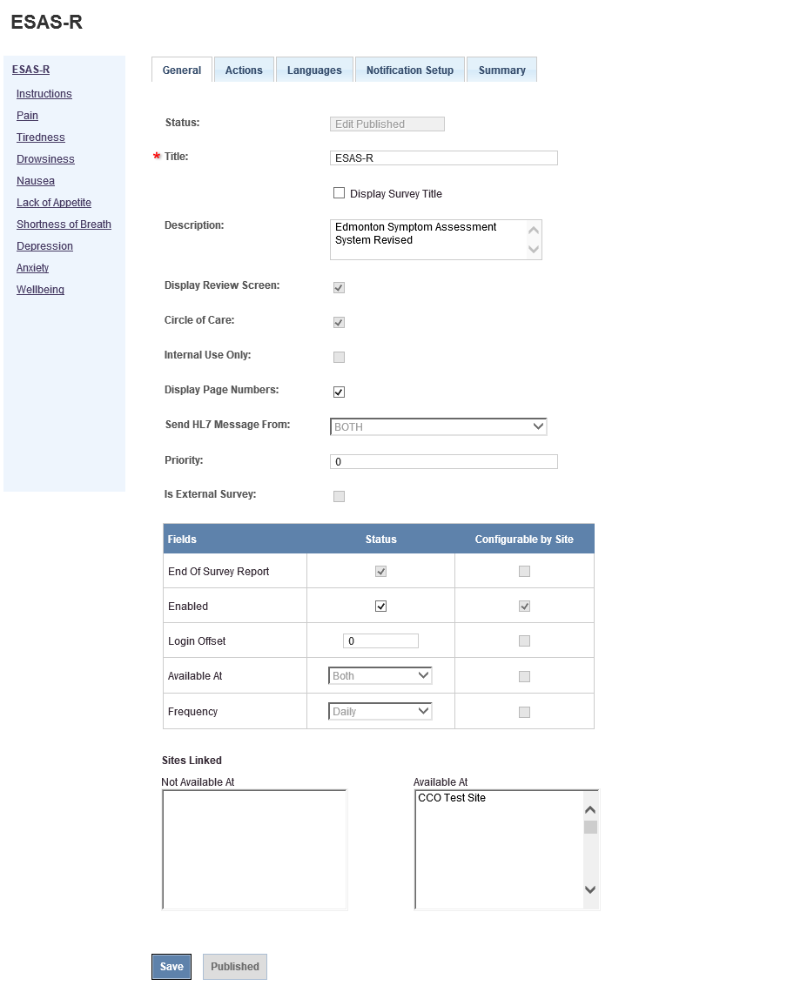 ESAS-R
ESAS-R
Instructions
Pain
Tiredness
Drowsiness
Nausea
Lack of Appetite
Shortness of Breath
Depression
Anxiety
Wellbeing
General Actions Languages Notification Setup Summary
Status: Edit Published
* Title: ESAS-R
Display Survey Title
Description: Edmonton Symptom Assessment
System Revised
Display Review Screen:
Circle of Care:
Internal Use Only:
Display Page Numbers:
Send HL7 Message From: BOTH
Priority: 0
Is External Survey:
Fields Status Configurable by Site
End Of Survey Report
Enabled
Login Offset 0
Available At Both
Frequency Daily
Sites Linked
Not Available At Available At
CCO Test Site
Save Published